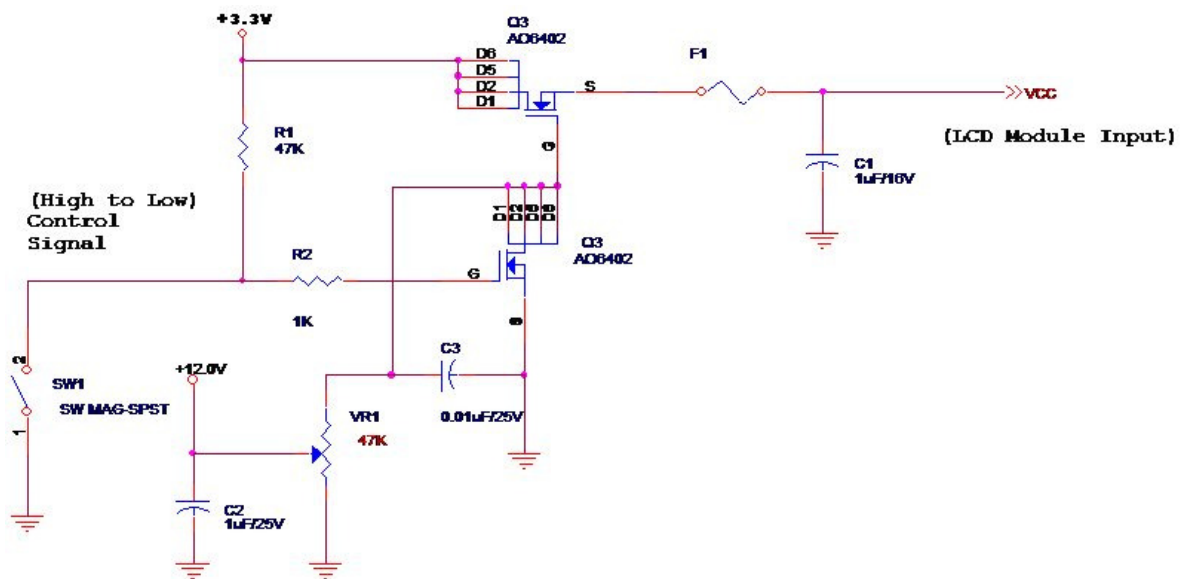 +3.3V
Q3
AO6402
D6
D5
D2
D1
S
F1
VCC
(LCD Module Input)
R1
47K
G
C1
1uF/16V
(High to Low)
Control
Signal
D1
D2
Q3
AO6402
R2
G
1K
2
SW1
SW MAG-SPST
1
+12.0V
C3
0.01uF/25V
VR1
47K
C2
1uF/25V